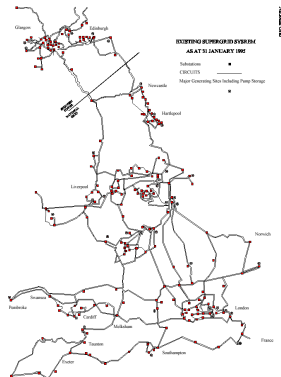 Glasgow
Edinburgh
EXISTING SUPERGRID SYSTEM
AS AT 31 JANUARY 1995
Substations
CIRCUITS
Major Generating Sites Including Pump Storage
Newcastle
Hartlepool
Liverpool
Norwich
Swansea
Pembroke
Cardiff
London
Melksham
Taunton
France
Southampton
Exeter